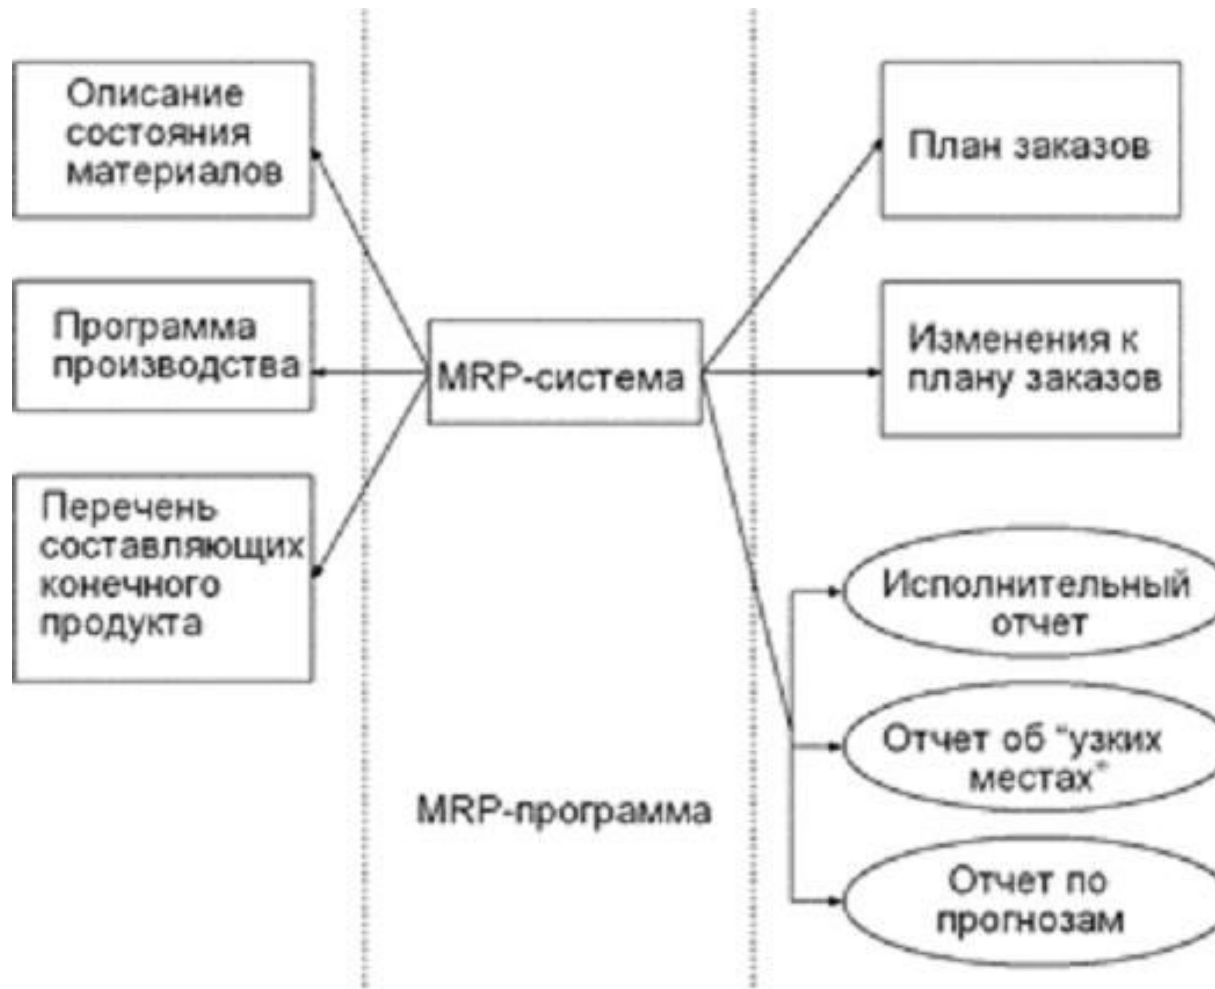 Описание
состояния
материалов
Программа
производства
Перечень
составляющих
конечного
продукта
MRP-система
MRP-программа
План заказов
Изменения к
плану заказов
Исполнительный
отчет
Отчет об “узких
местах”
Отчет по
прогнозам